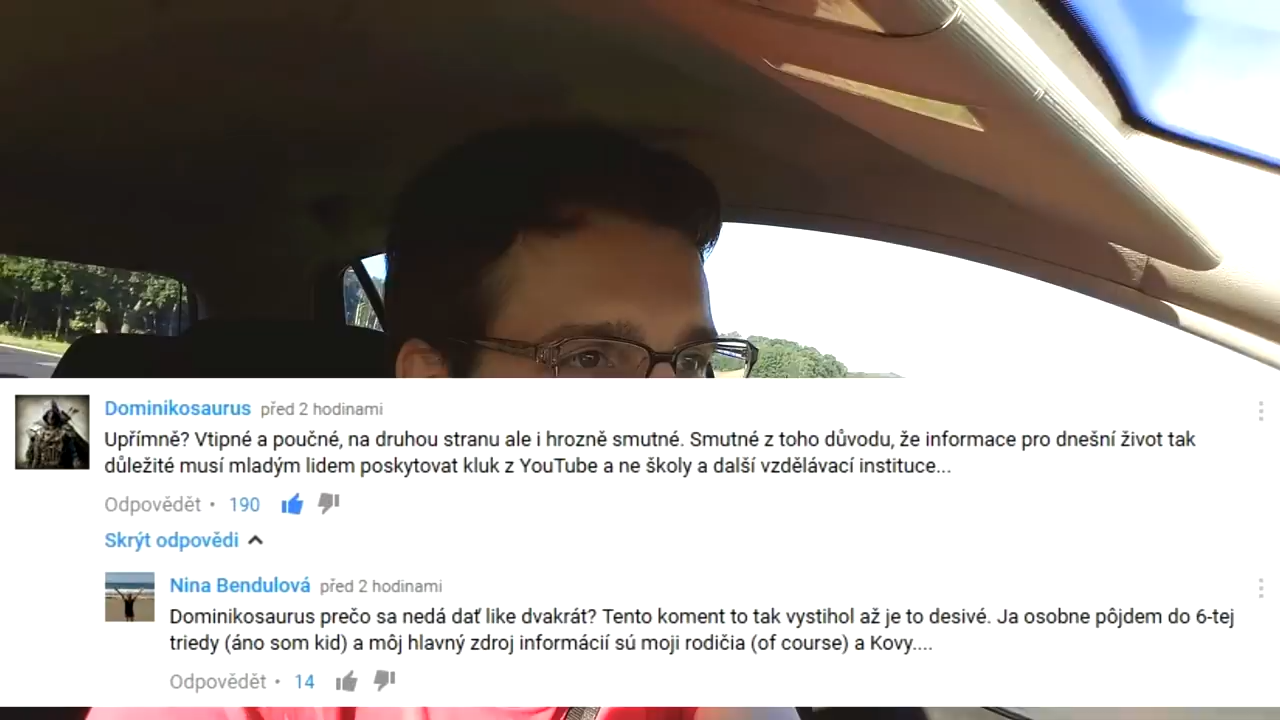 Dominikosaurus před 2 hodinami
Upřímně? Vtipné a poučné, na druhou stranu ale i hrozně smutné. Smutné z toho důvodu, že informace pro dnešní život tak
důležité musí mladým lidem poskytovat kluk z YouTube a ne školy a další vzdělávací instituce...
Odpovědět • 190
Skrýt odpovědi
Nina Bendulová před 2 hodinami
Dominikosaurus prečo sa nedá dať like dvakrát? Tento koment to tak vystihol až je to desivé. Ja osobne pôjdem do 6-tej
triedy (áno som kid) a môj hlavný zdroj informácií sú moji rodičia (of course) a Kovy....
Odpovědět • 14